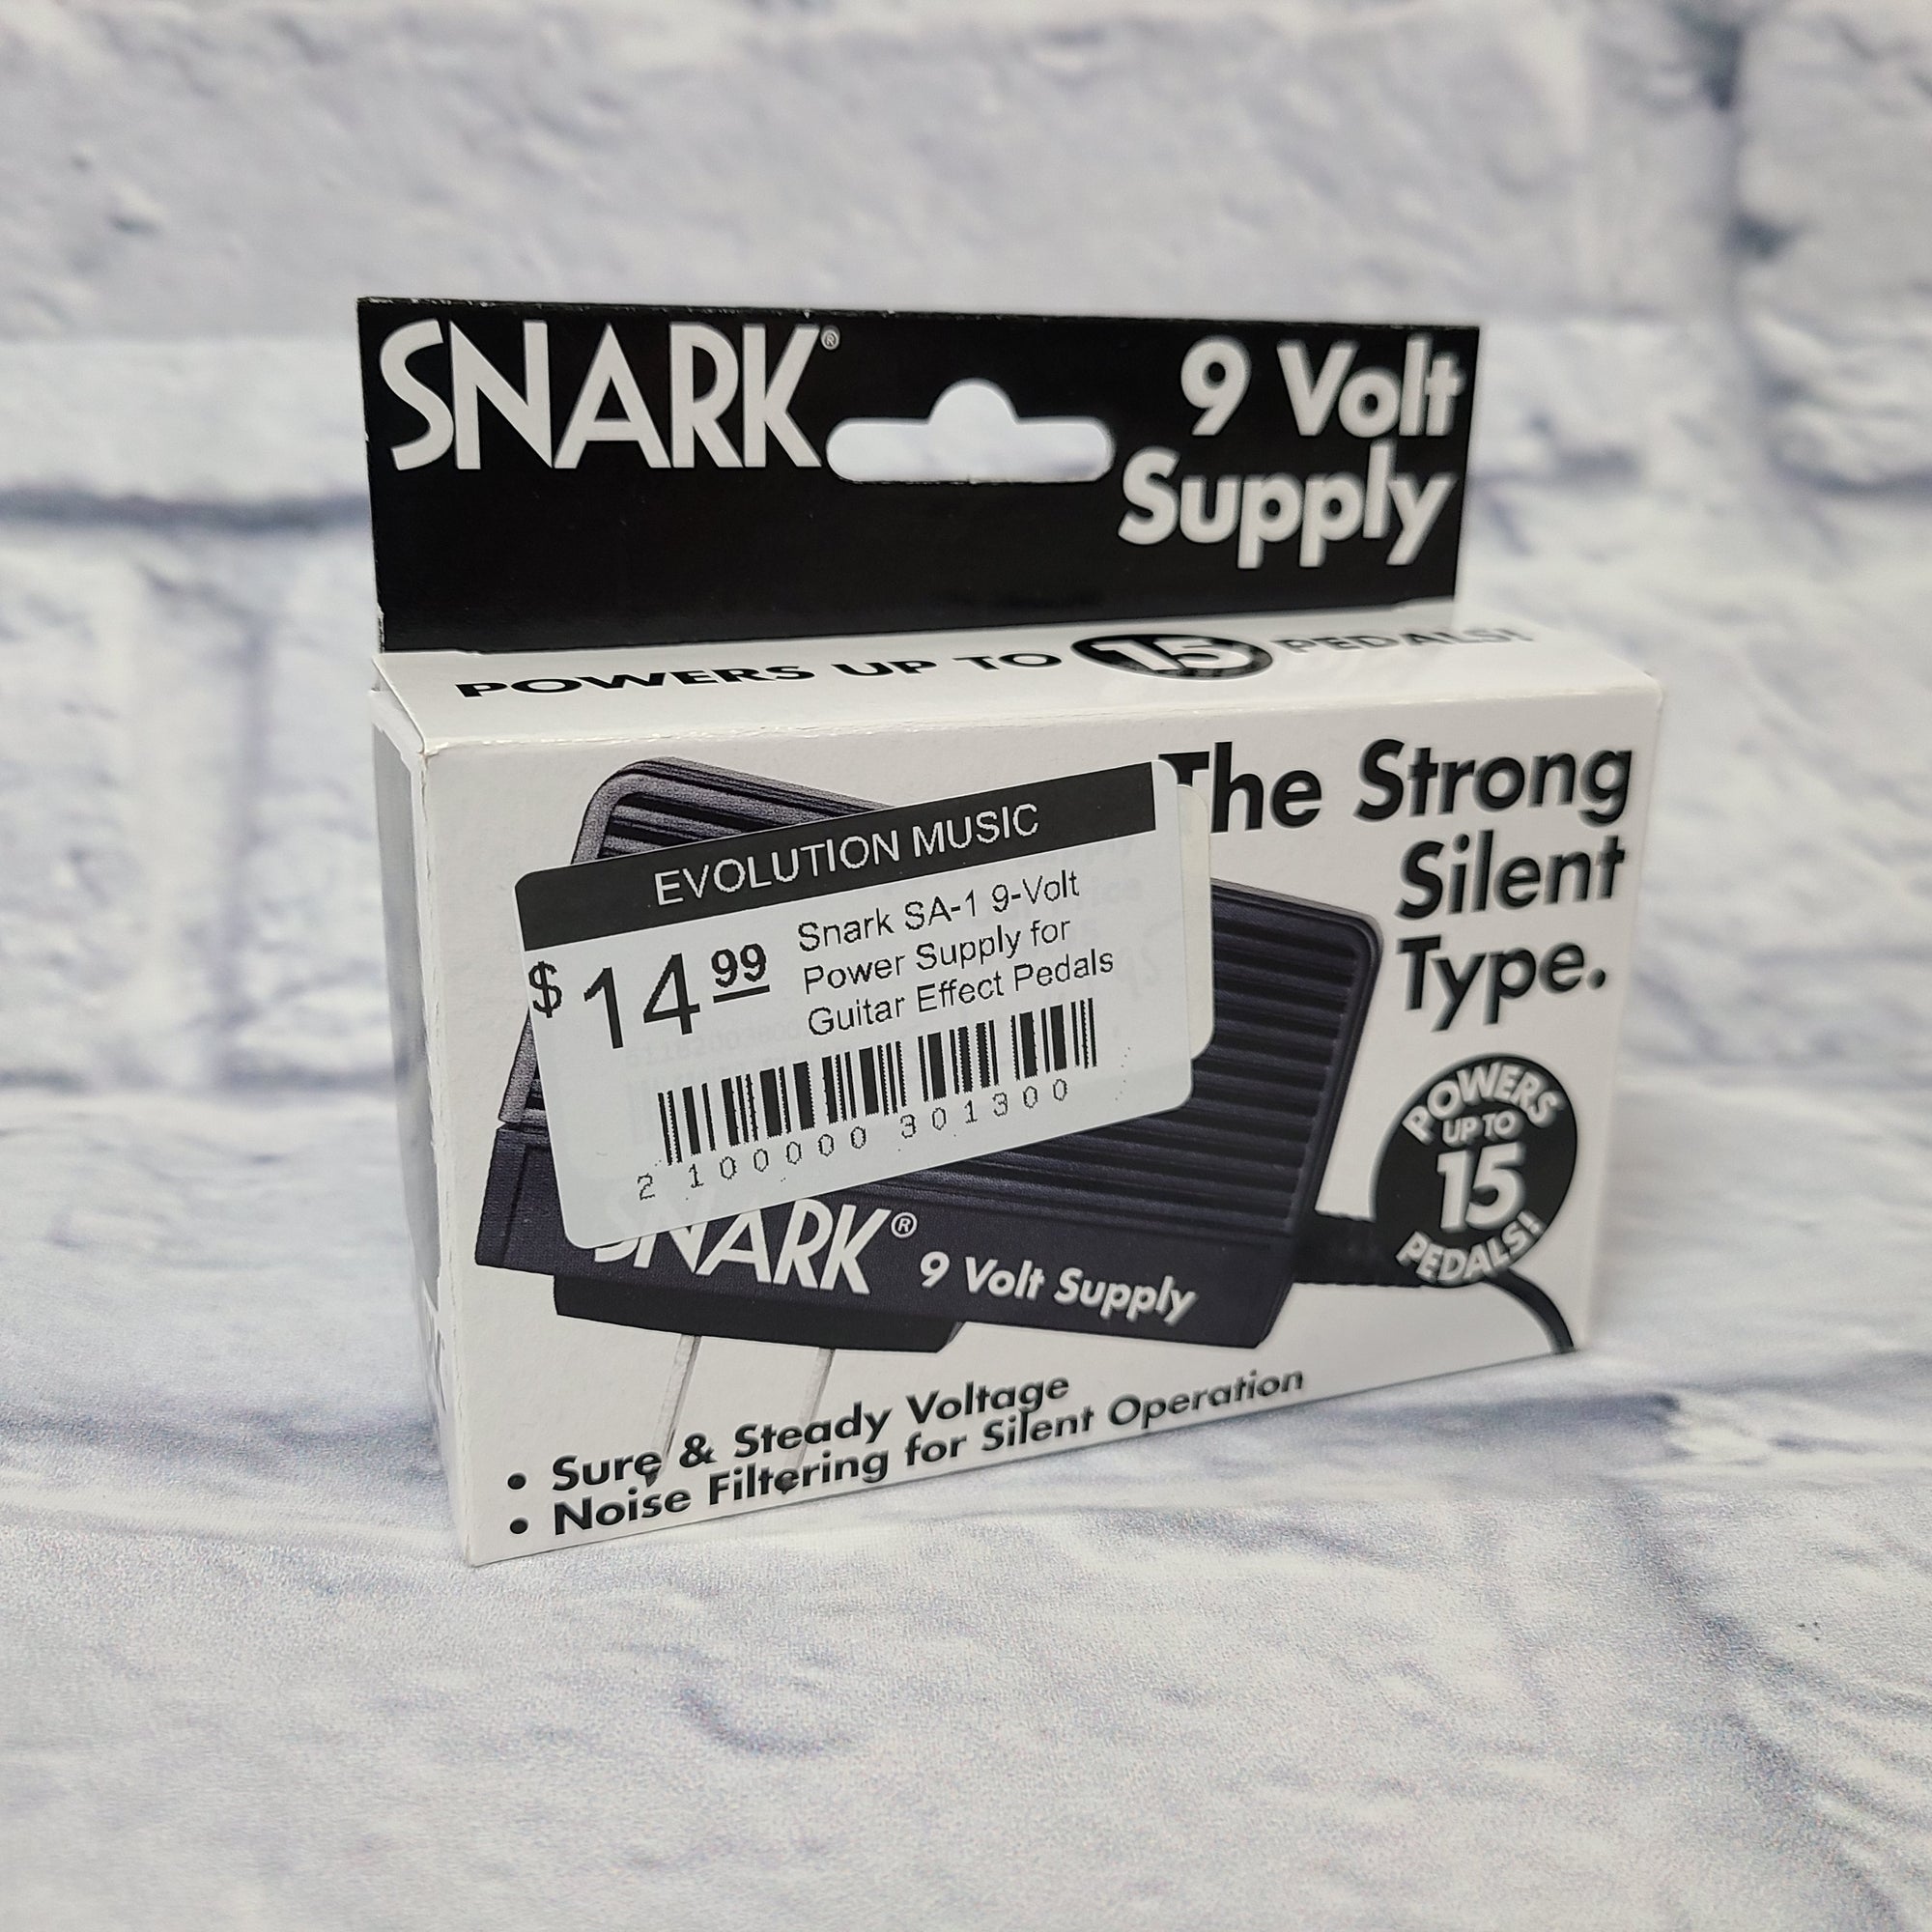 SNARK®
9 Volt
Supply
POWERS UP TO 15 PEDALS!
The Strong
Silent
Type.
EVOLUTION MUSIC
$14.99
Snark SA-1 9-Volt
Power Supply for
Guitar Effect Pedals
2 100000 301300
POWERS
UP TO
15
PEDALS!
SNARK® 9 Volt Supply
• Sure & Steady Voltage
• Noise Filtering for Silent Operation